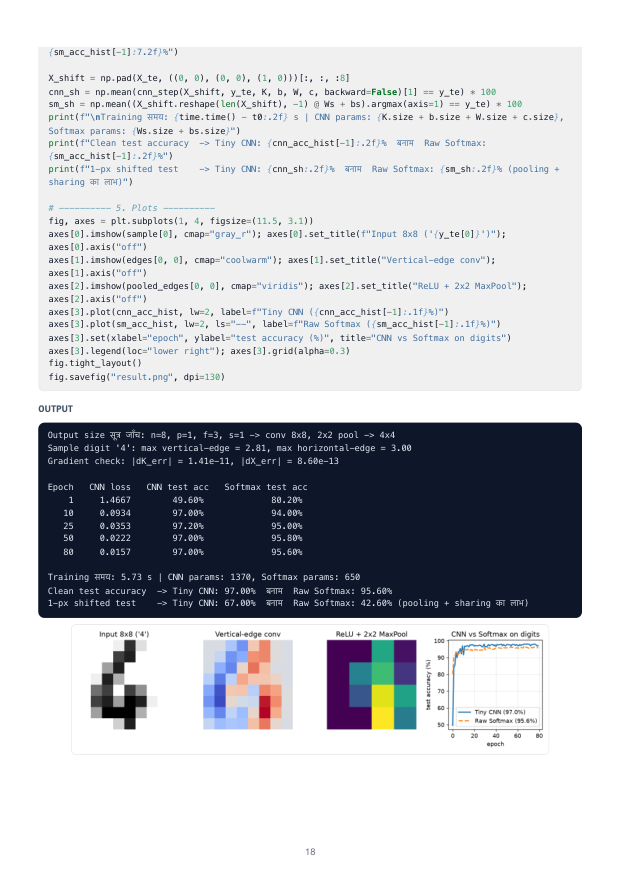 {sm_acc_hist[-1]:7.2f}%")
X_shift = np.pad(X_te, ((0, 0), (0, 0), (0, 0), (1, 0)))[:, :, :, :8]
cnn_sh = np.mean(cnn_step(X_shift, y_te, K, b, W, c, backward=False)[1] == y_te) * 100
sm_sh = np.mean((X_shift.reshape(len(X_shift), -1) @ Ws + bs).argmax(axis=1) == y_te) * 100
print(f"\nTraining समय: {time.time() - t0:.2f} s | CNN params: {K.size + b.size + W.size + c.size},
Softmax params: {Ws.size + bs.size}")
print(f"Clean test accuracy  -> Tiny CNN: {cnn_acc_hist[-1]:.2f}%  बनाम  Raw Softmax:
{sm_acc_hist[-1]:.2f}%")
print(f"1-px shifted test    -> Tiny CNN: {cnn_sh:.2f}%  बनाम  Raw Softmax: {sm_sh:.2f}% (pooling +
sharing का लाभ)")
# ---------- 5. Plots ----------
fig, axes = plt.subplots(1, 4, figsize=(11.5, 3.1))
axes[0].imshow(sample[0], cmap="gray_r"); axes[0].set_title(f"Input 8x8 ('{y_te[0]}')");
axes[0].axis("off")
axes[1].imshow(edges[0, 0], cmap="coolwarm"); axes[1].set_title("Vertical-edge conv");
axes[1].axis("off")
axes[2].imshow(pooled_edges[0, 0], cmap="viridis"); axes[2].set_title("ReLU + 2x2 MaxPool");
axes[2].axis("off")
axes[3].plot(cnn_acc_hist, lw=2, label=f"Tiny CNN ({cnn_acc_hist[-1]:.1f}%)")
axes[3].plot(sm_acc_hist, lw=2, ls="--", label=f"Raw Softmax ({sm_acc_hist[-1]:.1f}%)")
axes[3].set(xlabel="epoch", ylabel="test accuracy (%)", title="CNN vs Softmax on digits")
axes[3].legend(loc="lower right"); axes[3].grid(alpha=0.3)
fig.tight_layout()
fig.savefig("result.png", dpi=130)
OUTPUT
Output size सूत्र जाँच: n=8, p=1, f=3, s=1 -> conv 8x8, 2x2 pool -> 4x4
Sample digit '4': max vertical-edge = 2.81, max horizontal-edge = 3.00
Gradient check: |dK_err| = 1.41e-11, |dX_err| = 8.60e-13
Epoch   CNN loss   CNN test acc   Softmax test acc
1     1.4667         49.60%             80.20%
10     0.0934         97.00%             94.00%
25     0.0353         97.20%             95.00%
50     0.0222         97.00%             95.80%
80     0.0157         97.00%             95.60%
Training समय: 5.73 s | CNN params: 1370, Softmax params: 650
Clean test accuracy  -> Tiny CNN: 97.00%  बनाम  Raw Softmax: 95.60%
1-px shifted test    -> Tiny CNN: 67.00%  बनाम  Raw Softmax: 42.60% (pooling + sharing का लाभ)
Input 8x8 ('4')
Vertical-edge conv
ReLU + 2x2 MaxPool
CNN vs Softmax on digits
test accuracy (%)
100
90
80
70
60
50
Tiny CNN (97.0%)
Raw Softmax (95.6%)
0 20 40 60 80
epoch
18